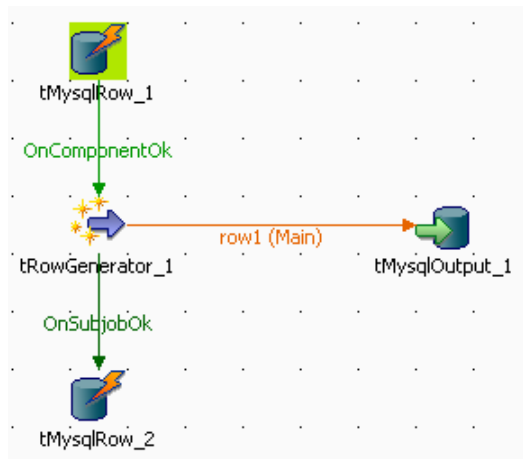 tMysqlRow_1
OnComponentOk
row1 (Main)
tRowGenerator_1
tMysqlOutput_1
OnSubjobOk
tMysqlRow_2